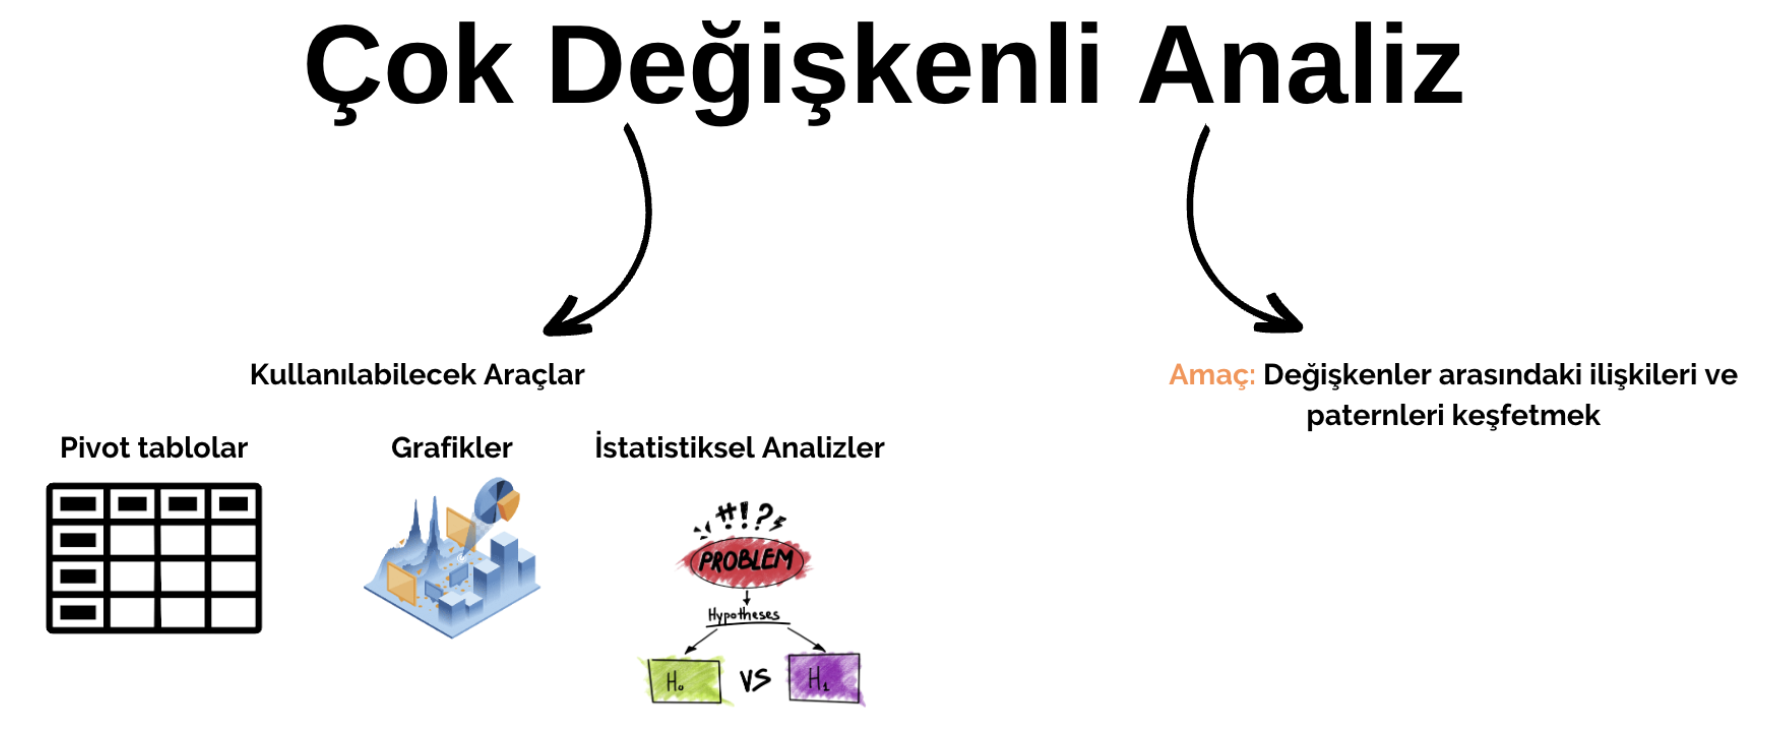 Çok Değişkenli Analiz
Kullanılabilecek Araçlar
Amaç: Değişkenler arasındaki ilişkileri ve
paternleri keşfetmek
Pivot tablolar
Grafikler
İstatistiksel Analizler
#!?
PROBLEM
Hypotheses
H₀
VS
H₁